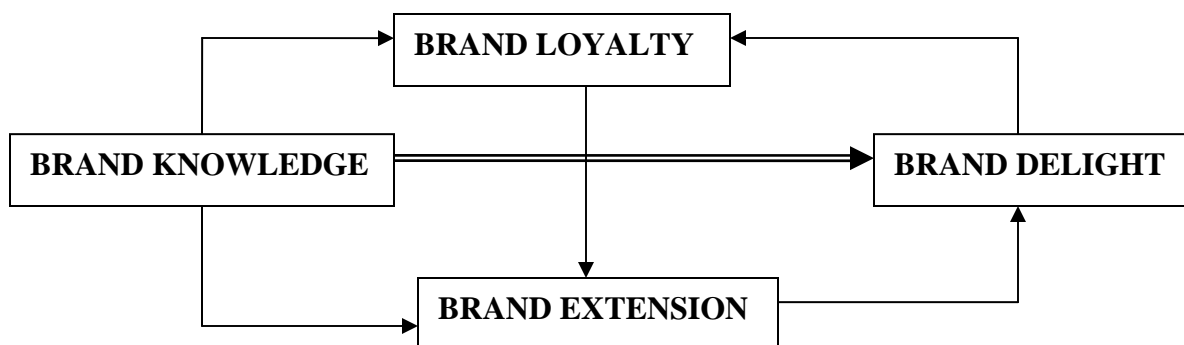 BRAND LOYALTY
BRAND KNOWLEDGE
BRAND DELIGHT
BRAND EXTENSION